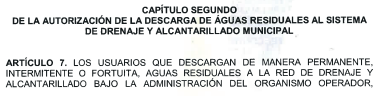 CAPÍTULO SEGUNDO
DE LA AUTORIZACIÓN DE LA DESCARGA DE ÁGUAS RESIDUALES AL SISTEMA
DE DRENAJE Y ALCANTARILLADO MUNICIPAL
ARTÍCULO 7. LOS USUARIOS QUE DESCARGAN DE MANERA PERMANENTE,
INTERMITENTE O FORTUITA, AGUAS RESIDUALES A LA RED DE DRENAJE Y
ALCANTARILLADO BAJO LA ADMINISTRACIÓN DEL ORGANISMO OPERADOR,